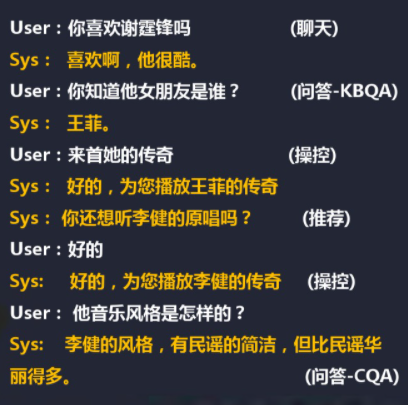 User：你喜欢谢霆锋吗 (聊天)
Sys： 喜欢啊，他很酷。
User：你知道他女朋友是谁？ (问答-KBQA)
Sys： 王菲。
User：来首她的传奇 (操控)
Sys： 好的，为您播放王菲的传奇
Sys： 你还想听李健的原唱吗？ (推荐)
User：好的
Sys: 好的，为您播放李健的传奇 (操控)
User： 他音乐风格是怎样的？
Sys: 李健的风格，有民谣的简洁，但比民谣华
丽得多。 (问答-CQA)